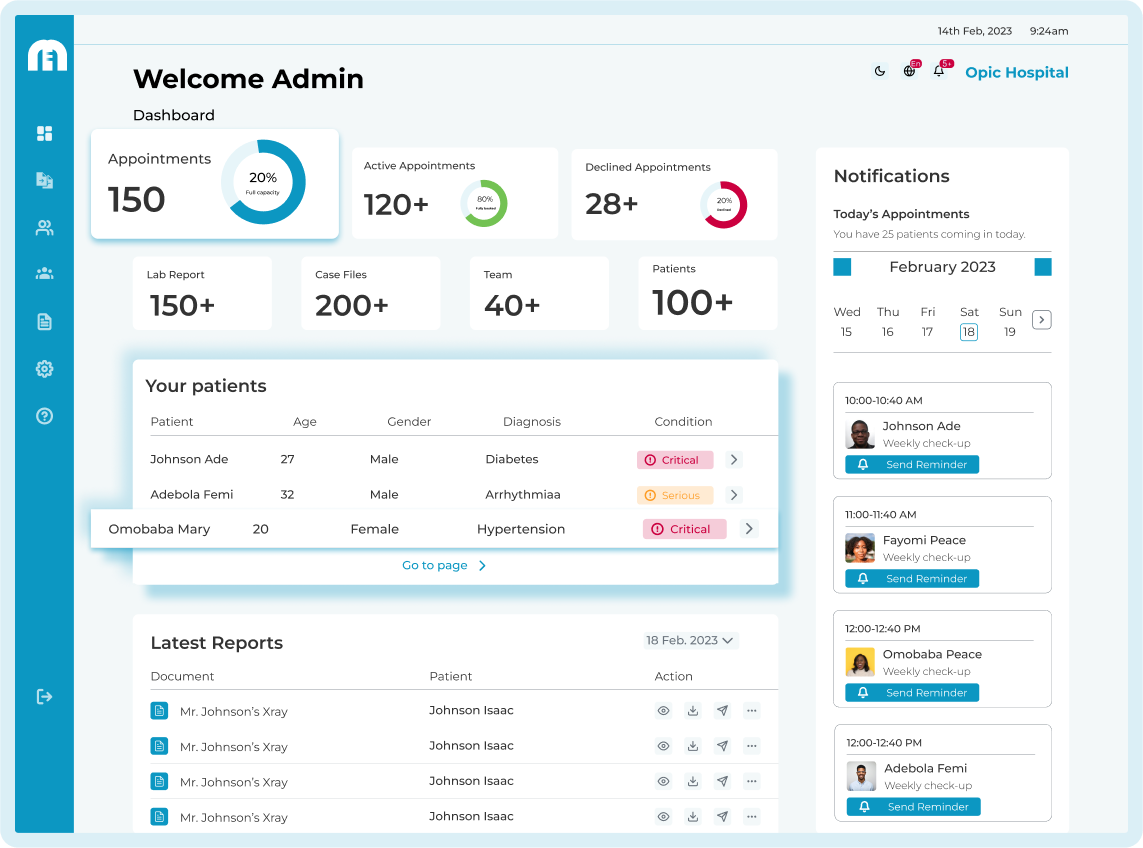 14th Feb, 2023 9:24am
Welcome Admin
En
5+
Opic Hospital
Dashboard
Appointments
150
20%
Full capacity
Active Appointments
120+
80%
Declined Appointments
28+
20%
Lab Report
150+
Case Files
200+
Team
40+
Patients
100+
Your patients
Patient Age Gender Diagnosis Condition
Johnson Ade 27 Male Diabetes Critical
Adebola Femi 32 Male Arrhythmiaa Serious
Omobaba Mary 20 Female Hypertension Critical
Go to page
Latest Reports
18 Feb. 2023
Document Patient Action
Mr. Johnson's Xray Johnson Isaac
Mr. Johnson's Xray Johnson Isaac
Mr. Johnson's Xray Johnson Isaac
Mr. Johnson's Xray Johnson Isaac
Notifications
Today's Appointments
You have 25 patients coming in today.
February 2023
Wed Thu Fri Sat Sun
15 16 17 18 19
10:00-10:40 AM
Johnson Ade
Weekly check-up
Send Reminder
11:00-11:40 AM
Fayomi Peace
Weekly check-up
Send Reminder
12:00-12:40 PM
Omobaba Peace
Weekly check-up
Send Reminder
12:00-12:40 PM
Adebola Femi
Weekly check-up
Send Reminder